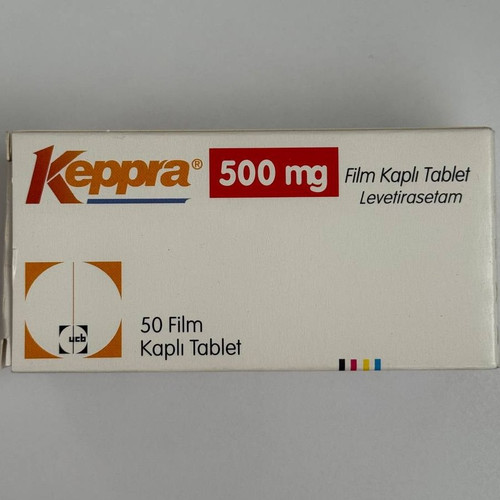 Keppra® 500 mg Film Kaplı Tablet
Levetirasetam
ucb
50 Film
Kaplı Tablet